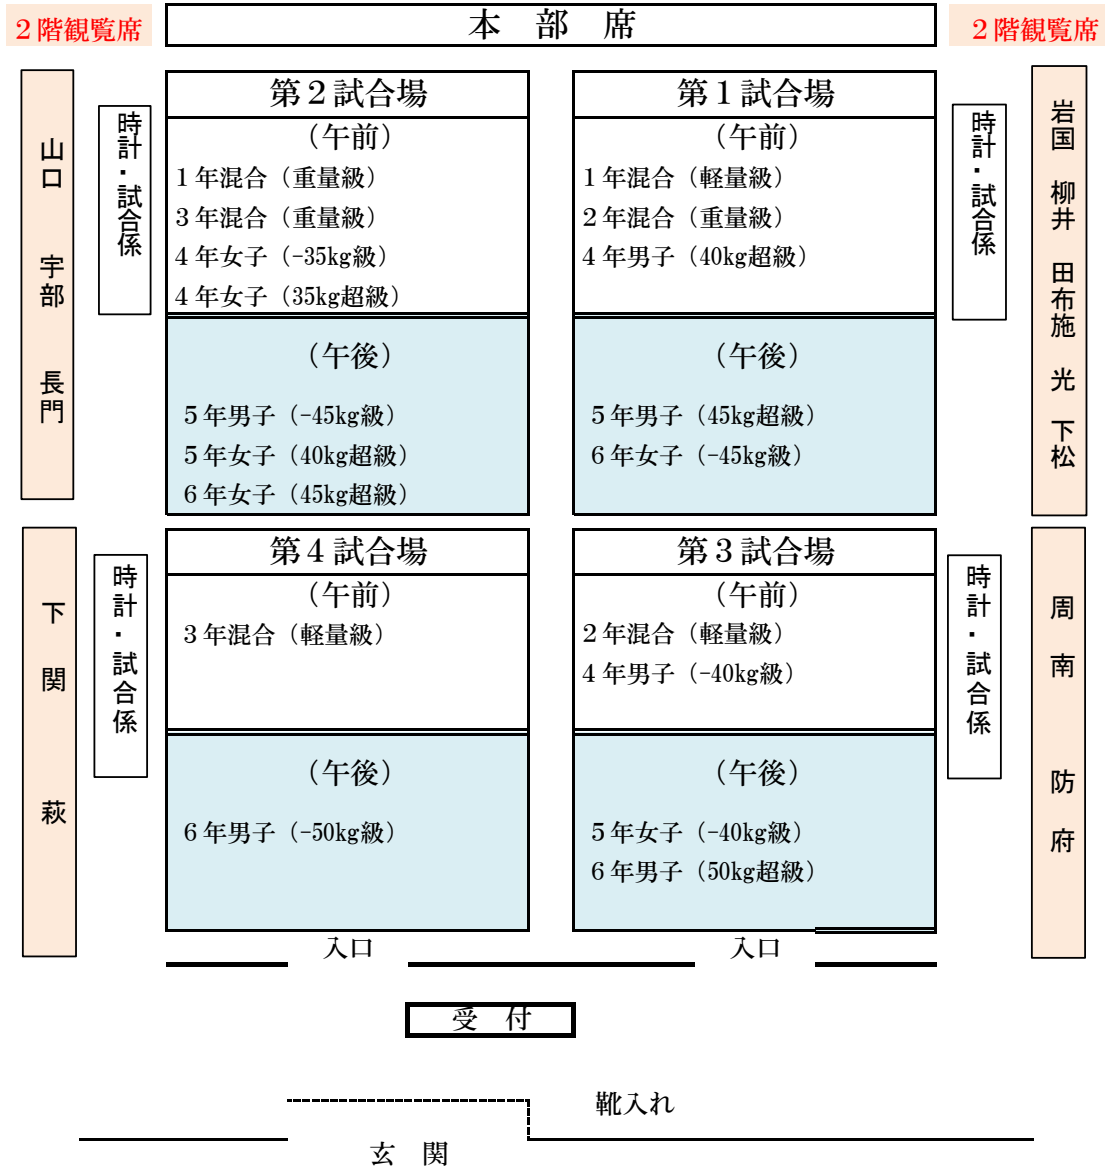 ２階観覧席
本　部　席
２階観覧席
山口　宇部　長門
時計・試合係
第２試合場
（午前）
１年混合（重量級）
３年混合（重量級）
４年女子（-35kg級）
４年女子（35kg超級）
（午後）
５年男子（-45kg級）
５年女子（40kg超級）
６年女子（45kg超級）
第１試合場
（午前）
１年混合（軽量級）
２年混合（重量級）
４年男子（40kg超級）
（午後）
５年男子（45kg超級）
６年女子（-45kg級）
時計・試合係
岩国　柳井　田布施　光　下松
下関　萩
時計・試合係
第４試合場
（午前）
３年混合（軽量級）
（午後）
６年男子（-50kg級）
第３試合場
（午前）
２年混合（軽量級）
４年男子（-40kg級）
（午後）
５年女子（-40kg級）
６年男子（50kg超級）
時計・試合係
周南　防府
入口
入口
受　付
靴入れ
玄　関